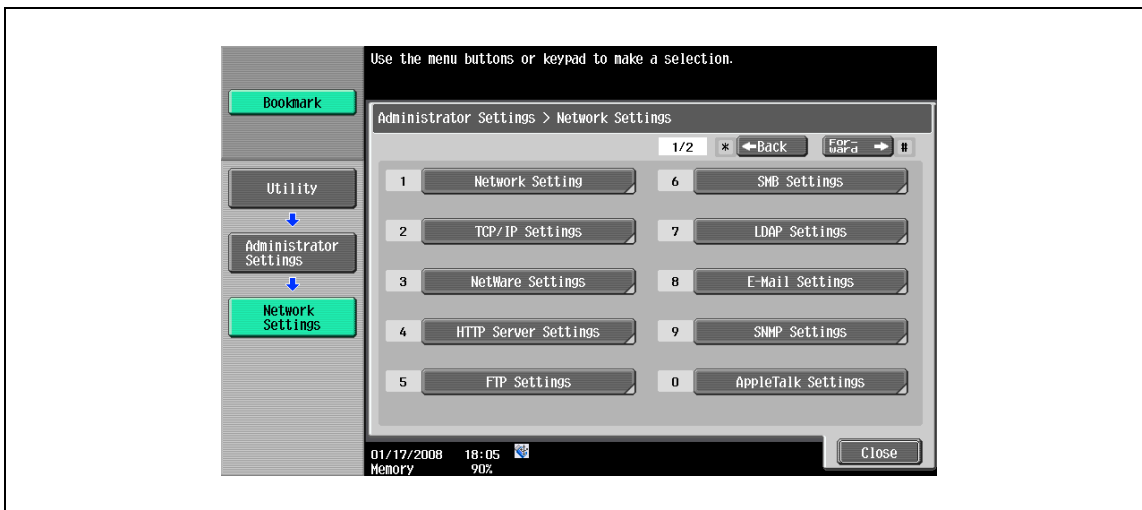 Use the menu buttons or keypad to make a selection.
Bookmark
Administrator Settings > Network Settings
1/2 * ←Back For-ward → #
Utility
Administrator
Settings
Network
Settings
1 Network Setting
2 TCP/IP Settings
3 NetWare Settings
4 HTTP Server Settings
5 FTP Settings
6 SMB Settings
7 LDAP Settings
8 E-Mail Settings
9 SNMP Settings
0 AppleTalk Settings
01/17/2008 18:05
Memory 90%
Close